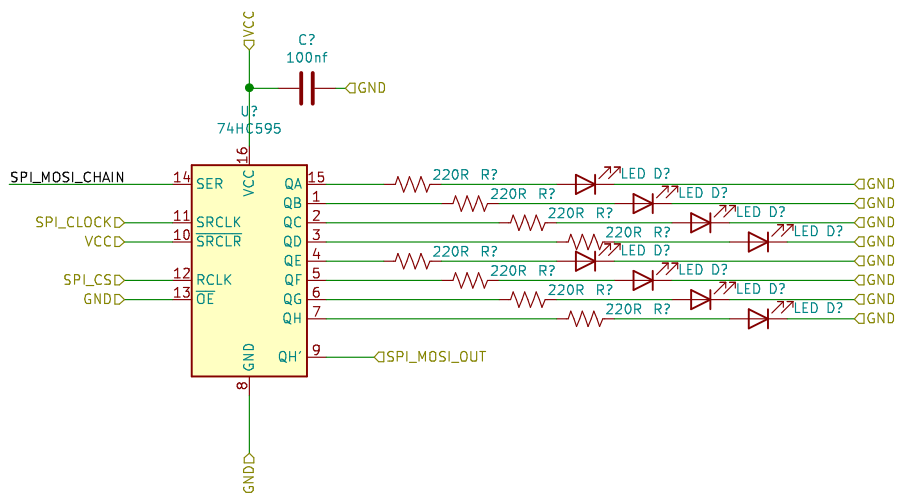 VCC
C?
100nf
GND
U?
74HC595
16
VCC
SPI_MOSI_CHAIN
14
SER
QA
15
220R R?
LED D?
GND
QB
1
220R R?
LED D?
GND
SPI_CLOCK
11
SRCLK
QC
2
220R R?
LED D?
GND
VCC
10
SRCLR
QD
3
220R R?
LED D?
GND
QE
4
220R R?
LED D?
GND
SPI_CS
12
RCLK
QF
5
220R R?
LED D?
GND
GND
13
OE
QG
6
220R R?
LED D?
GND
QH
7
220R R?
LED D?
GND
GND
QH'
9
SPI_MOSI_OUT
8
GND